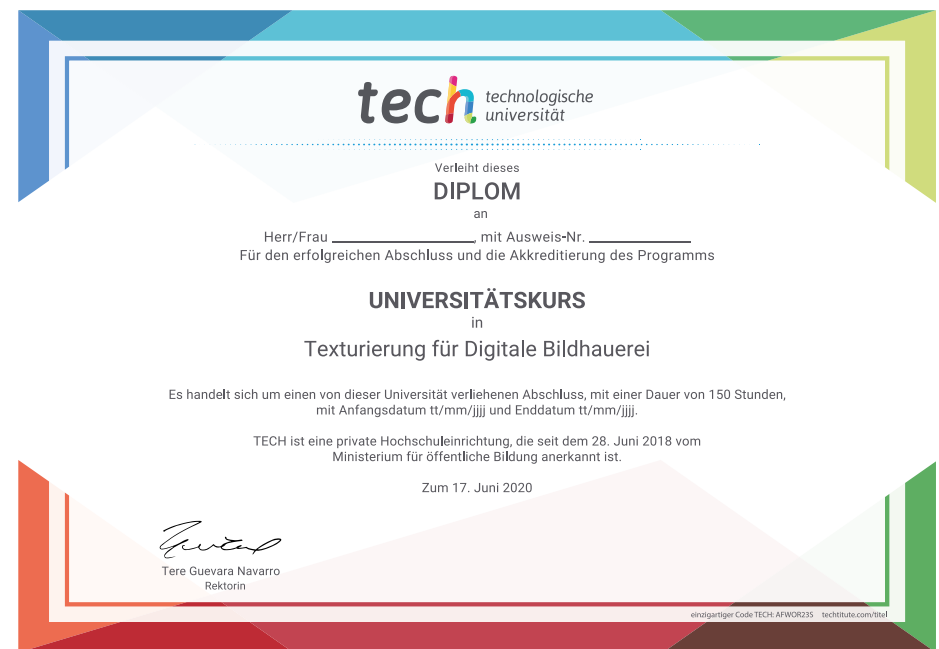 tech technologische
universität
Verleiht dieses
DIPLOM
an
Herr/Frau ____________________, mit Ausweis-Nr. ______________
Für den erfolgreichen Abschluss und die Akkreditierung des Programms
UNIVERSITÄTSKURS
in
Texturierung für Digitale Bildhauerei
Es handelt sich um einen von dieser Universität verliehenen Abschluss, mit einer Dauer von 150 Stunden,
mit Anfangsdatum tt/mm/jjjj und Enddatum tt/mm/jjjj.
TECH ist eine private Hochschuleinrichtung, die seit dem 28. Juni 2018 vom
Ministerium für öffentliche Bildung anerkannt ist.
Zum 17. Juni 2020
Tere Guevara Navarro
Rektorin
einzigartiger Code TECH: AFWOR23S techtitute.com/titel